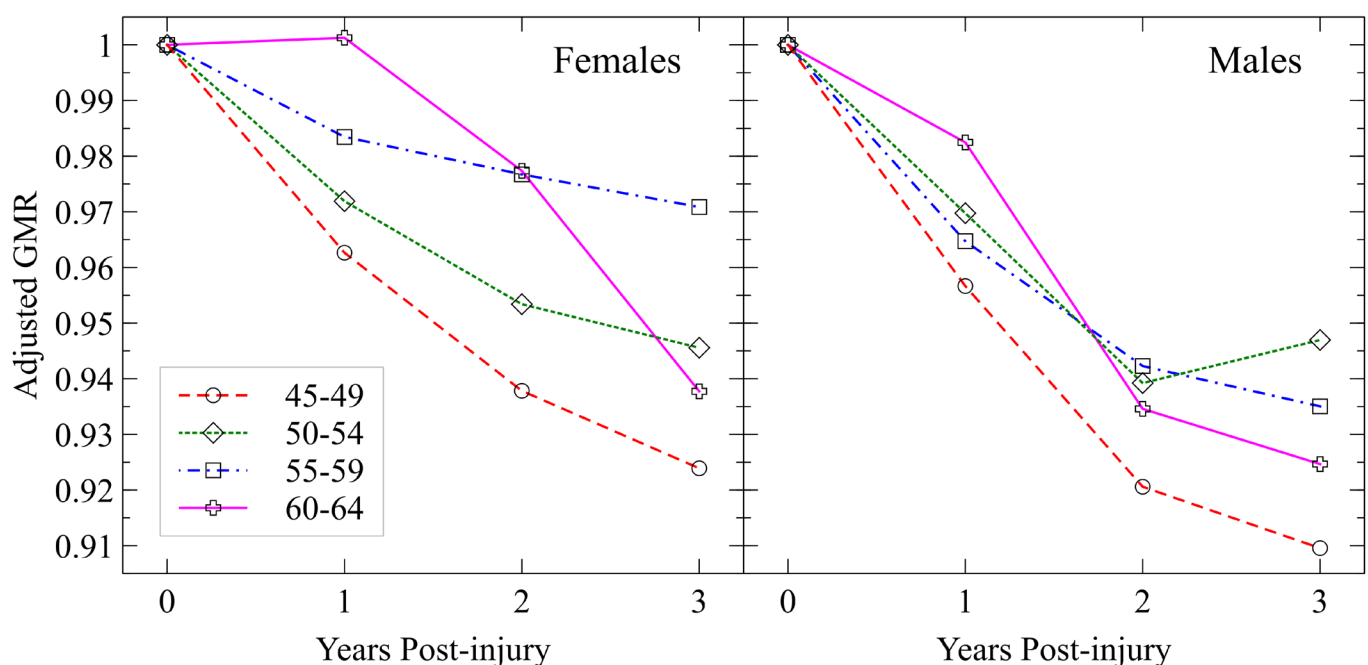 Females
Males
Adjusted GMR
1
0.99
0.98
0.97
0.96
0.95
0.94
0.93
0.92
0.91
45-49
50-54
55-59
60-64
0 1 2 3 0 1 2 3
Years Post-injury
Years Post-injury